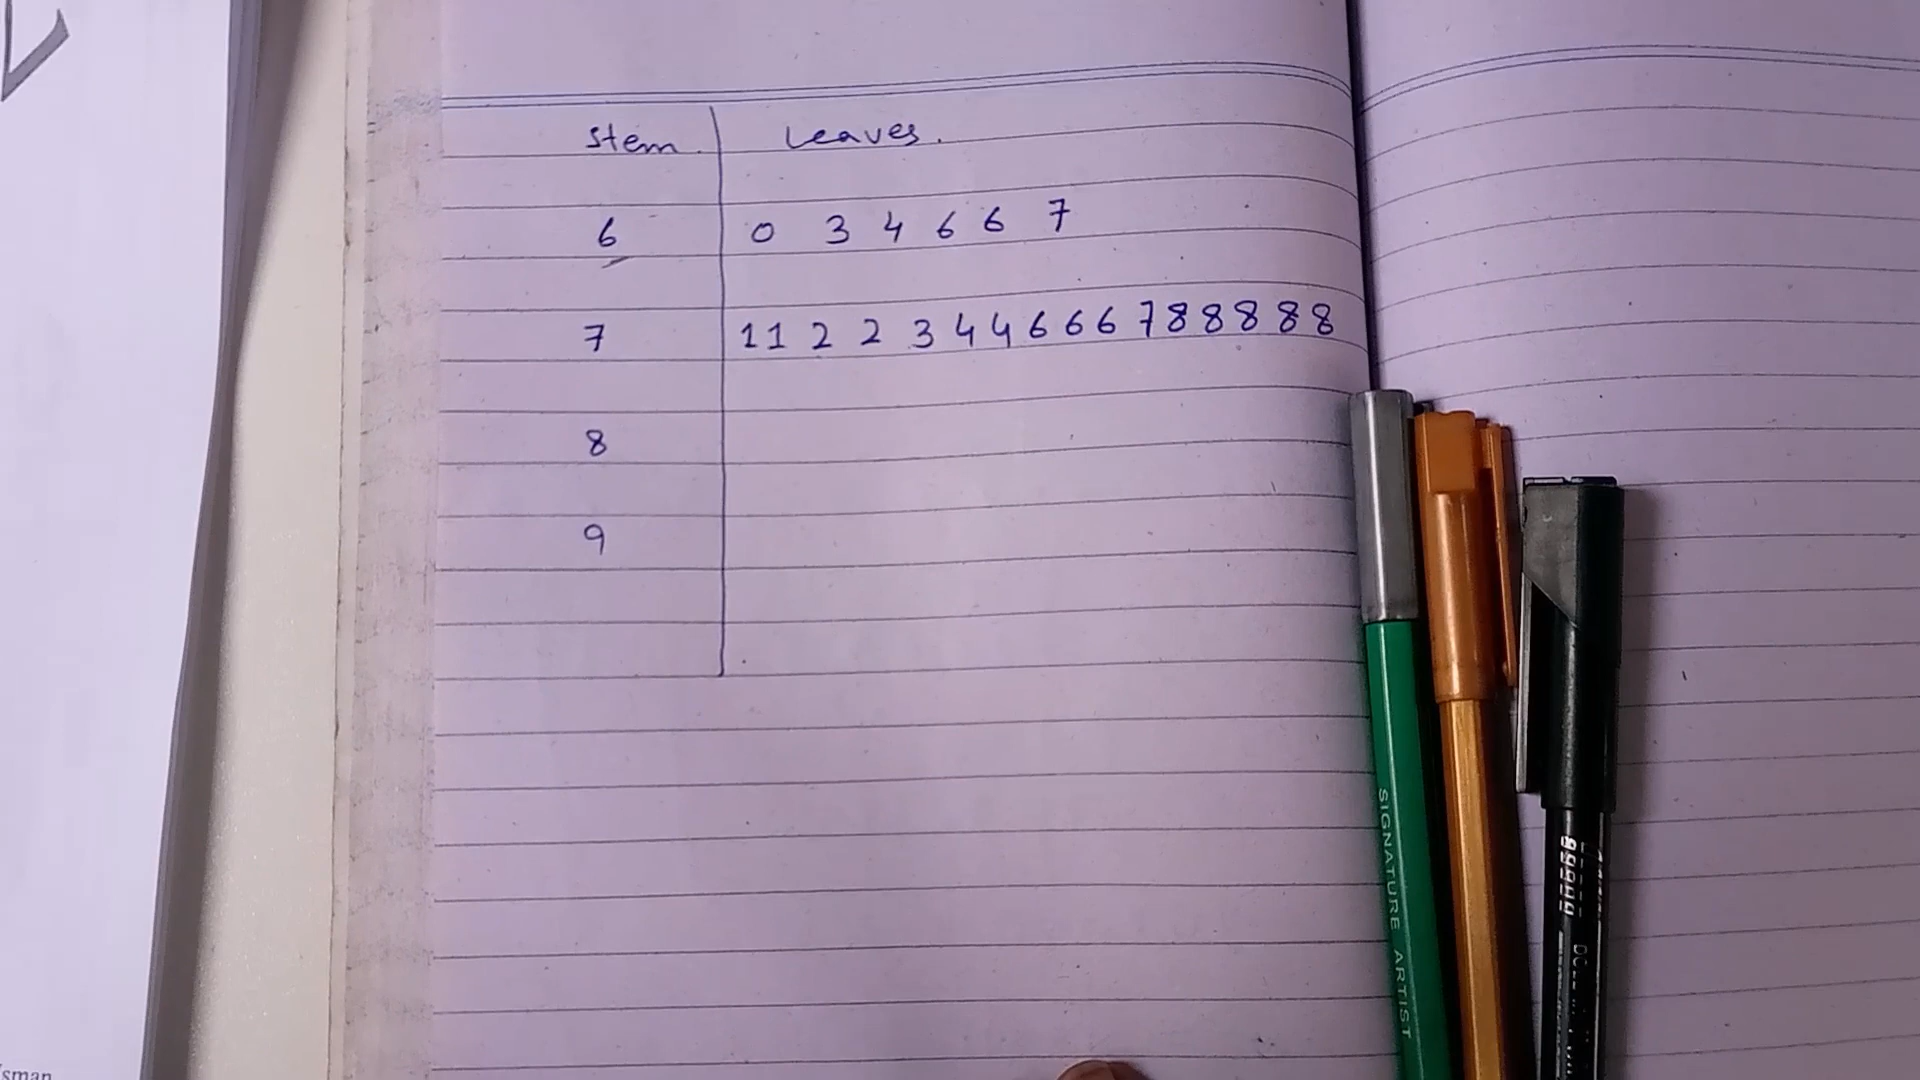 Stem. Leaves.
6 0 3 4 6 6 7
7 1 1 2 2 3 4 4 6 6 6 7 8 8 8 8 8
8
9
SIGNATURE ARTIST